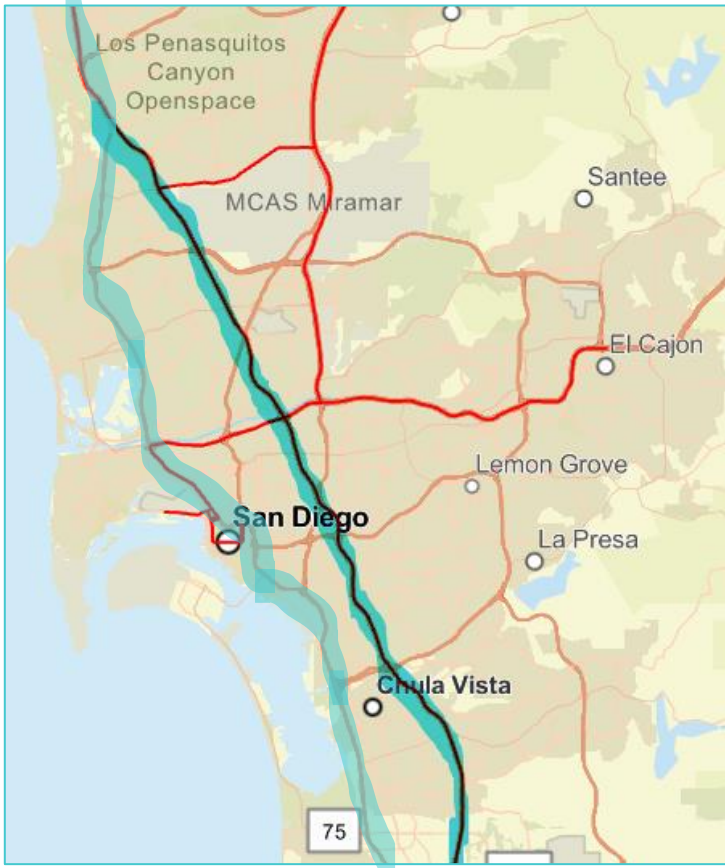 Los Penasquitos
Canyon
Openspace
Santee
MCAS Miramar
El Cajon
Lemon Grove
San Diego
La Presa
Chula Vista
75